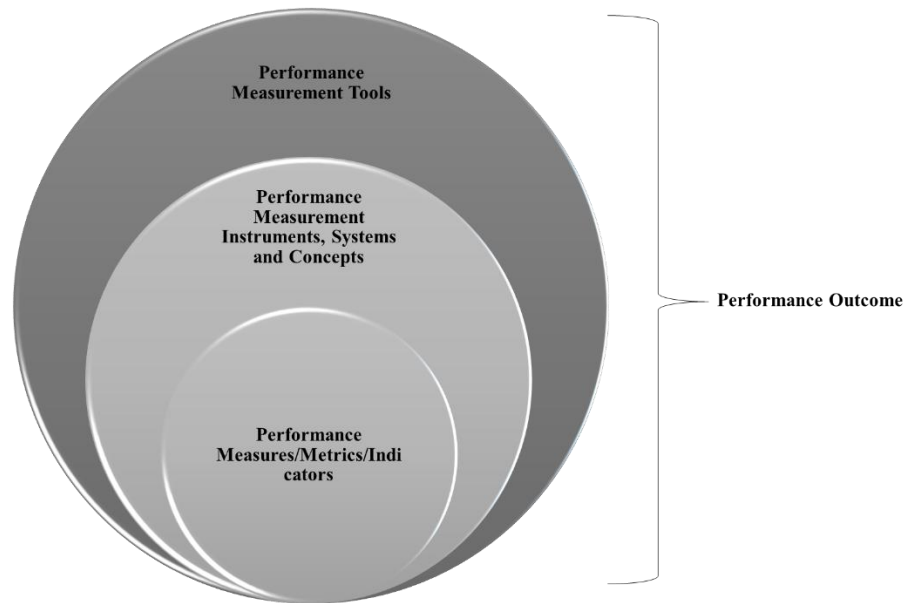 Performance
Measurement Tools
Performance
Measurement
Instruments, Systems
and Concepts
Performance Outcome
Performance
Measures/Metrics/Indi
cators